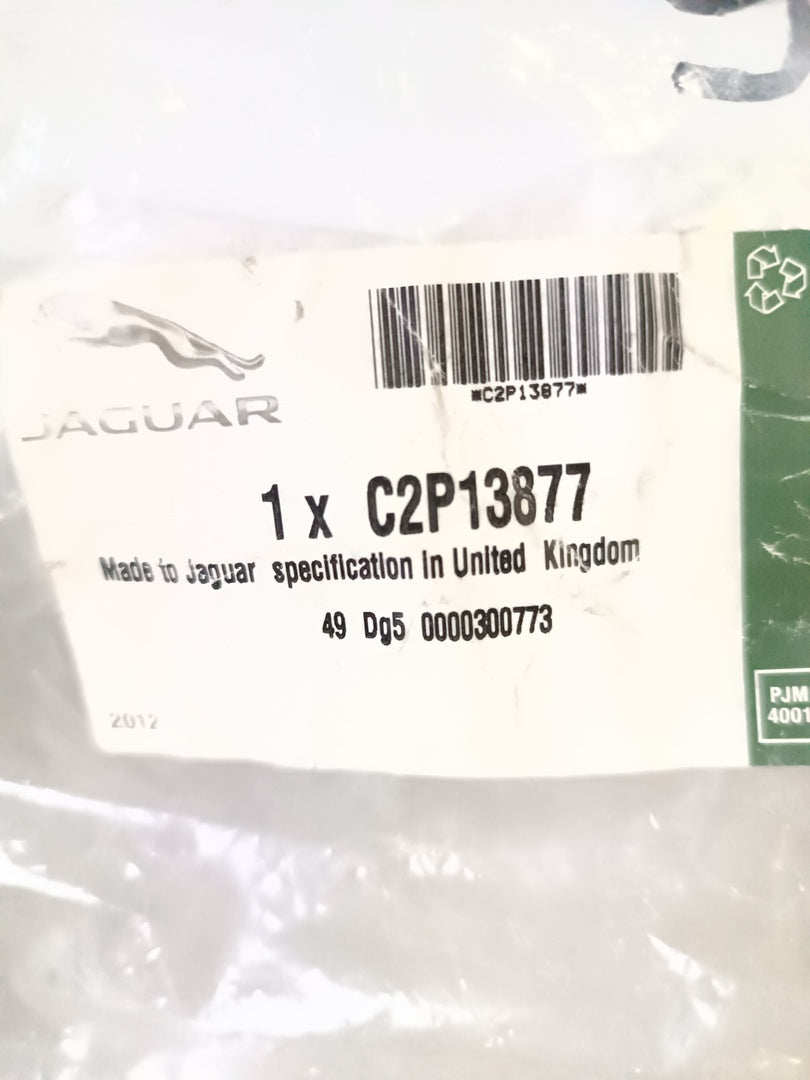 *C2P13877*
JAGUAR
1 x C2P13877
Made to Jaguar specification in United Kingdom
49 Dg5 0000300773
2012
PJM
4001